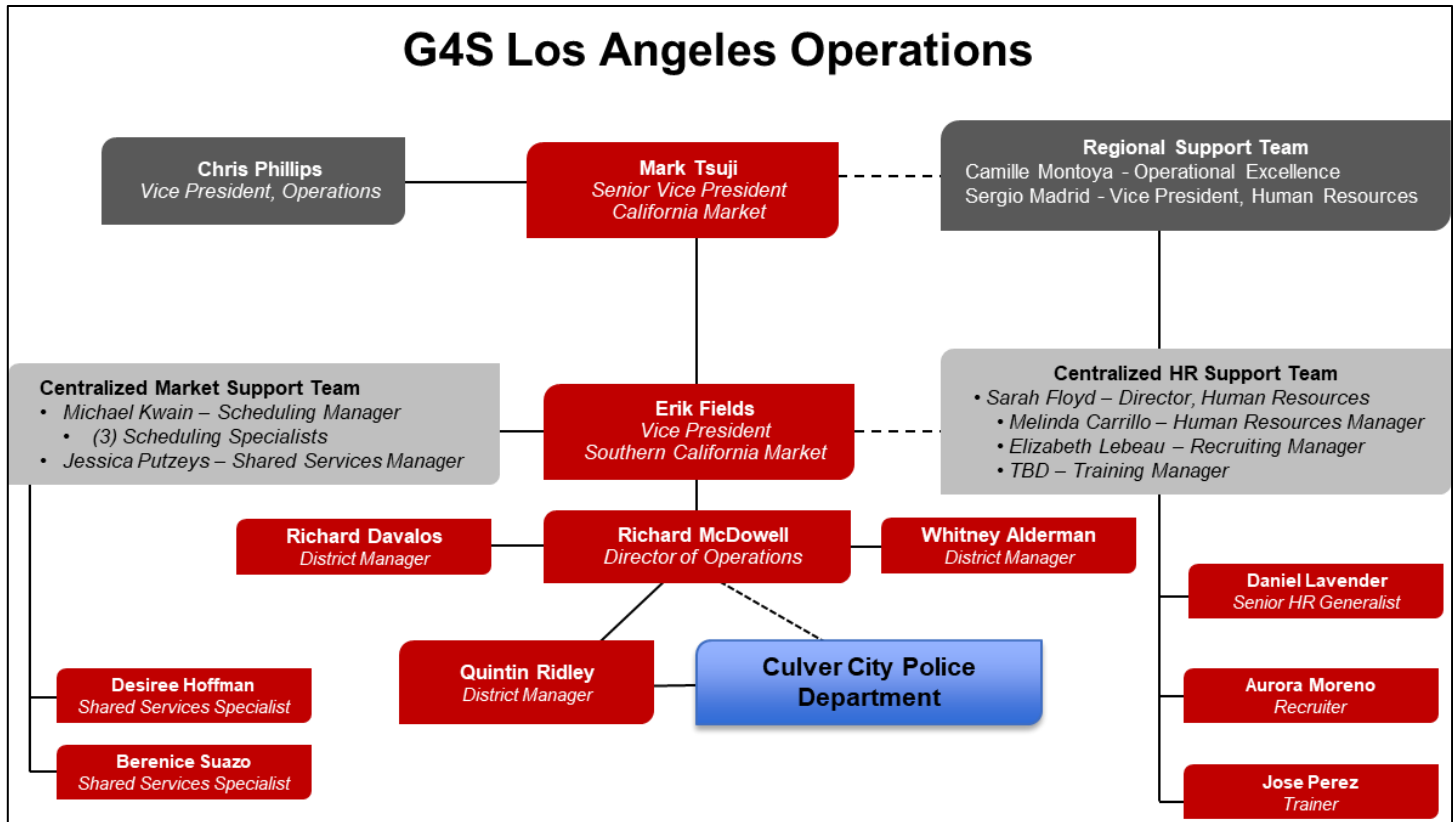 G4S Los Angeles Operations
Chris Phillips
Vice President, Operations
Mark Tsuji
Senior Vice President
California Market
Regional Support Team
Camille Montoya - Operational Excellence
Sergio Madrid - Vice President, Human Resources
Centralized Market Support Team
• Michael Kwain – Scheduling Manager
• (3) Scheduling Specialists
• Jessica Putzeys – Shared Services Manager
Erik Fields
Vice President
Southern California Market
Centralized HR Support Team
• Sarah Floyd – Director, Human Resources
• Melinda Carrillo – Human Resources Manager
• Elizabeth Lebeau – Recruiting Manager
• TBD – Training Manager
Richard Davalos
District Manager
Richard McDowell
Director of Operations
Whitney Alderman
District Manager
Daniel Lavender
Senior HR Generalist
Quintin Ridley
District Manager
Culver City Police
Department
Desiree Hoffman
Shared Services Specialist
Aurora Moreno
Recruiter
Berenice Suazo
Shared Services Specialist
Jose Perez
Trainer